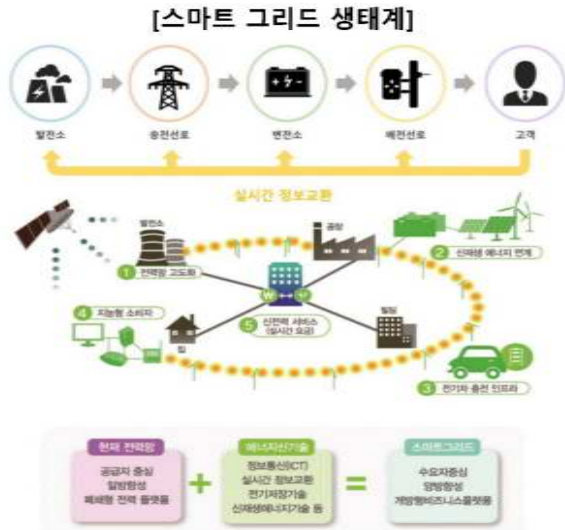 [스마트 그리드 생태계]
발전소
송전선로
변전소
배전선로
고객
실시간 정보교환
발전소
공장
1 전력망 고도화
2 신재생 에너지 연계
4 지능형 소비자
5 신전력 서비스
(실시간 요금)
집
빌딩
3 전기차 충전 인프라
현재 전력망
공급자 중심
일방향성
폐쇄형 전력 플랫폼
+
에너지신기술
정보통신(ICT)
실시간 정보교환
전기저장기술
신재생에너지기술 등
=
스마트그리드
수요자중심
양방향성
개방형비즈니스플랫폼